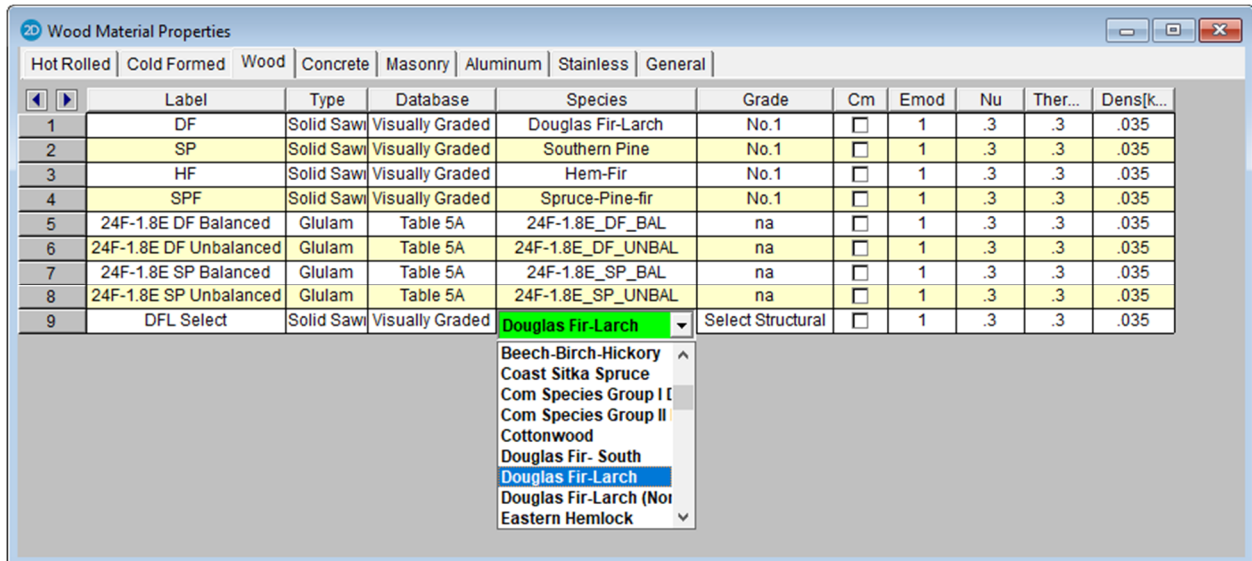 2D Wood Material Properties
Hot Rolled Cold Formed Wood Concrete Masonry Aluminum Stainless General
Label Type Database Species Grade Cm Emod Nu Ther... Dens[k...
1 DF Solid Sawn Visually Graded Douglas Fir-Larch No.1 1 .3 .3 .035
2 SP Solid Sawn Visually Graded Southern Pine No.1 1 .3 .3 .035
3 HF Solid Sawn Visually Graded Hem-Fir No.1 1 .3 .3 .035
4 SPF Solid Sawn Visually Graded Spruce-Pine-fir No.1 1 .3 .3 .035
5 24F-1.8E DF Balanced Glulam Table 5A 24F-1.8E_DF_BAL na 1 .3 .3 .035
6 24F-1.8E DF Unbalanced Glulam Table 5A 24F-1.8E_DF_UNBAL na 1 .3 .3 .035
7 24F-1.8E SP Balanced Glulam Table 5A 24F-1.8E_SP_BAL na 1 .3 .3 .035
8 24F-1.8E SP Unbalanced Glulam Table 5A 24F-1.8E_SP_UNBAL na 1 .3 .3 .035
9 DFL Select Solid Sawn Visually Graded Douglas Fir-Larch Select Structural 1 .3 .3 .035
Beech-Birch-Hickory
Coast Sitka Spruce
Com Species Group I
Com Species Group II
Cottonwood
Douglas Fir- South
Douglas Fir-Larch
Douglas Fir-Larch (Nor
Eastern Hemlock